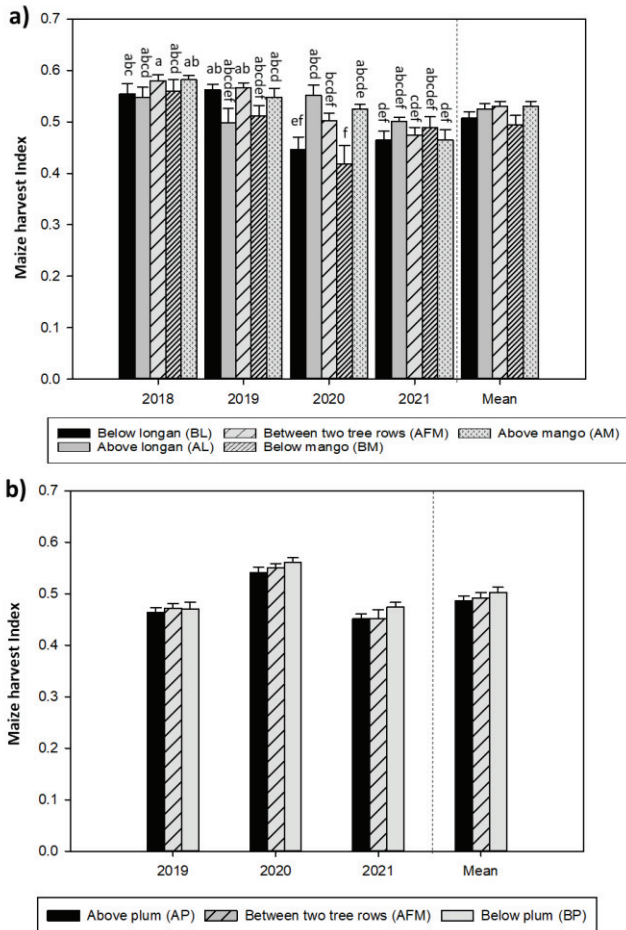 a)
Maize harvest Index
0.7
0.6
0.5
0.4
0.3
0.2
0.1
0.0
abc
abcd
a
abcd
ab
ab
abcdef
ab
abcdef
abcd
ef
abcd
bcdef
f
abcde
def
abcdef
cdef
abcdef
def
2018 2019 2020 2021 Mean
Below longan (BL) Between two tree rows (AFM) Above mango (AM)
Above longan (AL) Below mango (BM)
b)
Maize harvest Index
0.7
0.6
0.5
0.4
0.3
0.2
0.1
0.0
2019 2020 2021 Mean
Above plum (AP) Between two tree rows (AFM) Below plum (BP)